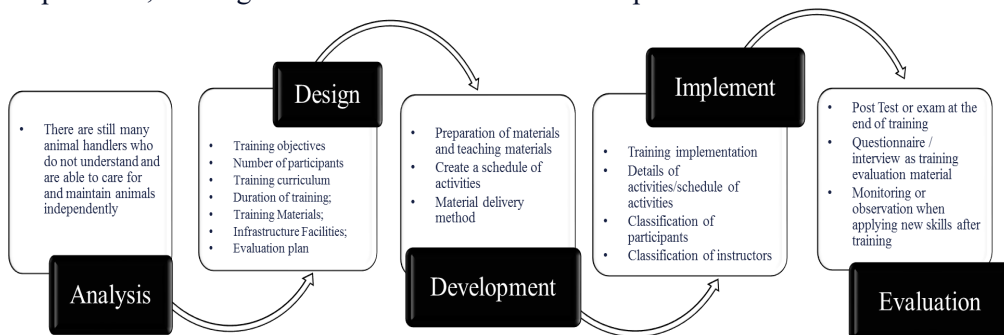 • There are still many
animal handlers who
do not understand and
are able to care for
and maintain animals
independently
Analysis
Design
• Training objectives
• Number of participants
• Training curriculum
• Duration of training;
• Training Materials;
• Infrastructure Facilities;
• Evaluation plan
• Preparation of materials
and teaching materials
• Create a schedule of
activities
• Material delivery
method
Development
Implement
• Training implementation
• Details of
activities/schedule of
activities
• Classification of
participants
• Classification of instructors
• Post Test or exam at the
end of training
• Questionnaire /
interview as training
evaluation material
• Monitoring or
observation when
applying new skills after
training
Evaluation